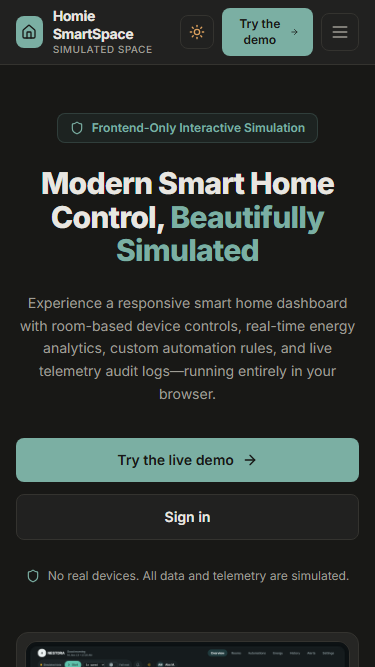 Homie
SmartSpace
SIMULATED SPACE
Try the
demo
Frontend-Only Interactive Simulation
Modern Smart Home
Control, Beautifully
Simulated
Experience a responsive smart home dashboard
with room-based device controls, real-time energy
analytics, custom automation rules, and live
telemetry audit logs—running entirely in your
browser.
Try the live demo
Sign in
No real devices. All data and telemetry are simulated.